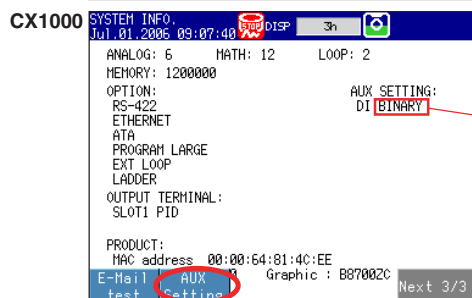 CX1000
SYSTEM INFO.
Jul.01.2006 09:07:40 STOP DISP 3h
ANALOG: 6 MATH: 12 LOOP: 2
MEMORY: 1200000
OPTION: AUX SETTING:
RS-422 DI BINARY
ETHERNET
ATA
PROGRAM LARGE
EXT LOOP
LADDER
OUTPUT TERMINAL:
SLOT1 PID
PRODUCT:
MAC address 00:00:64:81:4C:EE
Graphic : B8700ZC
E-Mail test AUX Setting Next 3/3